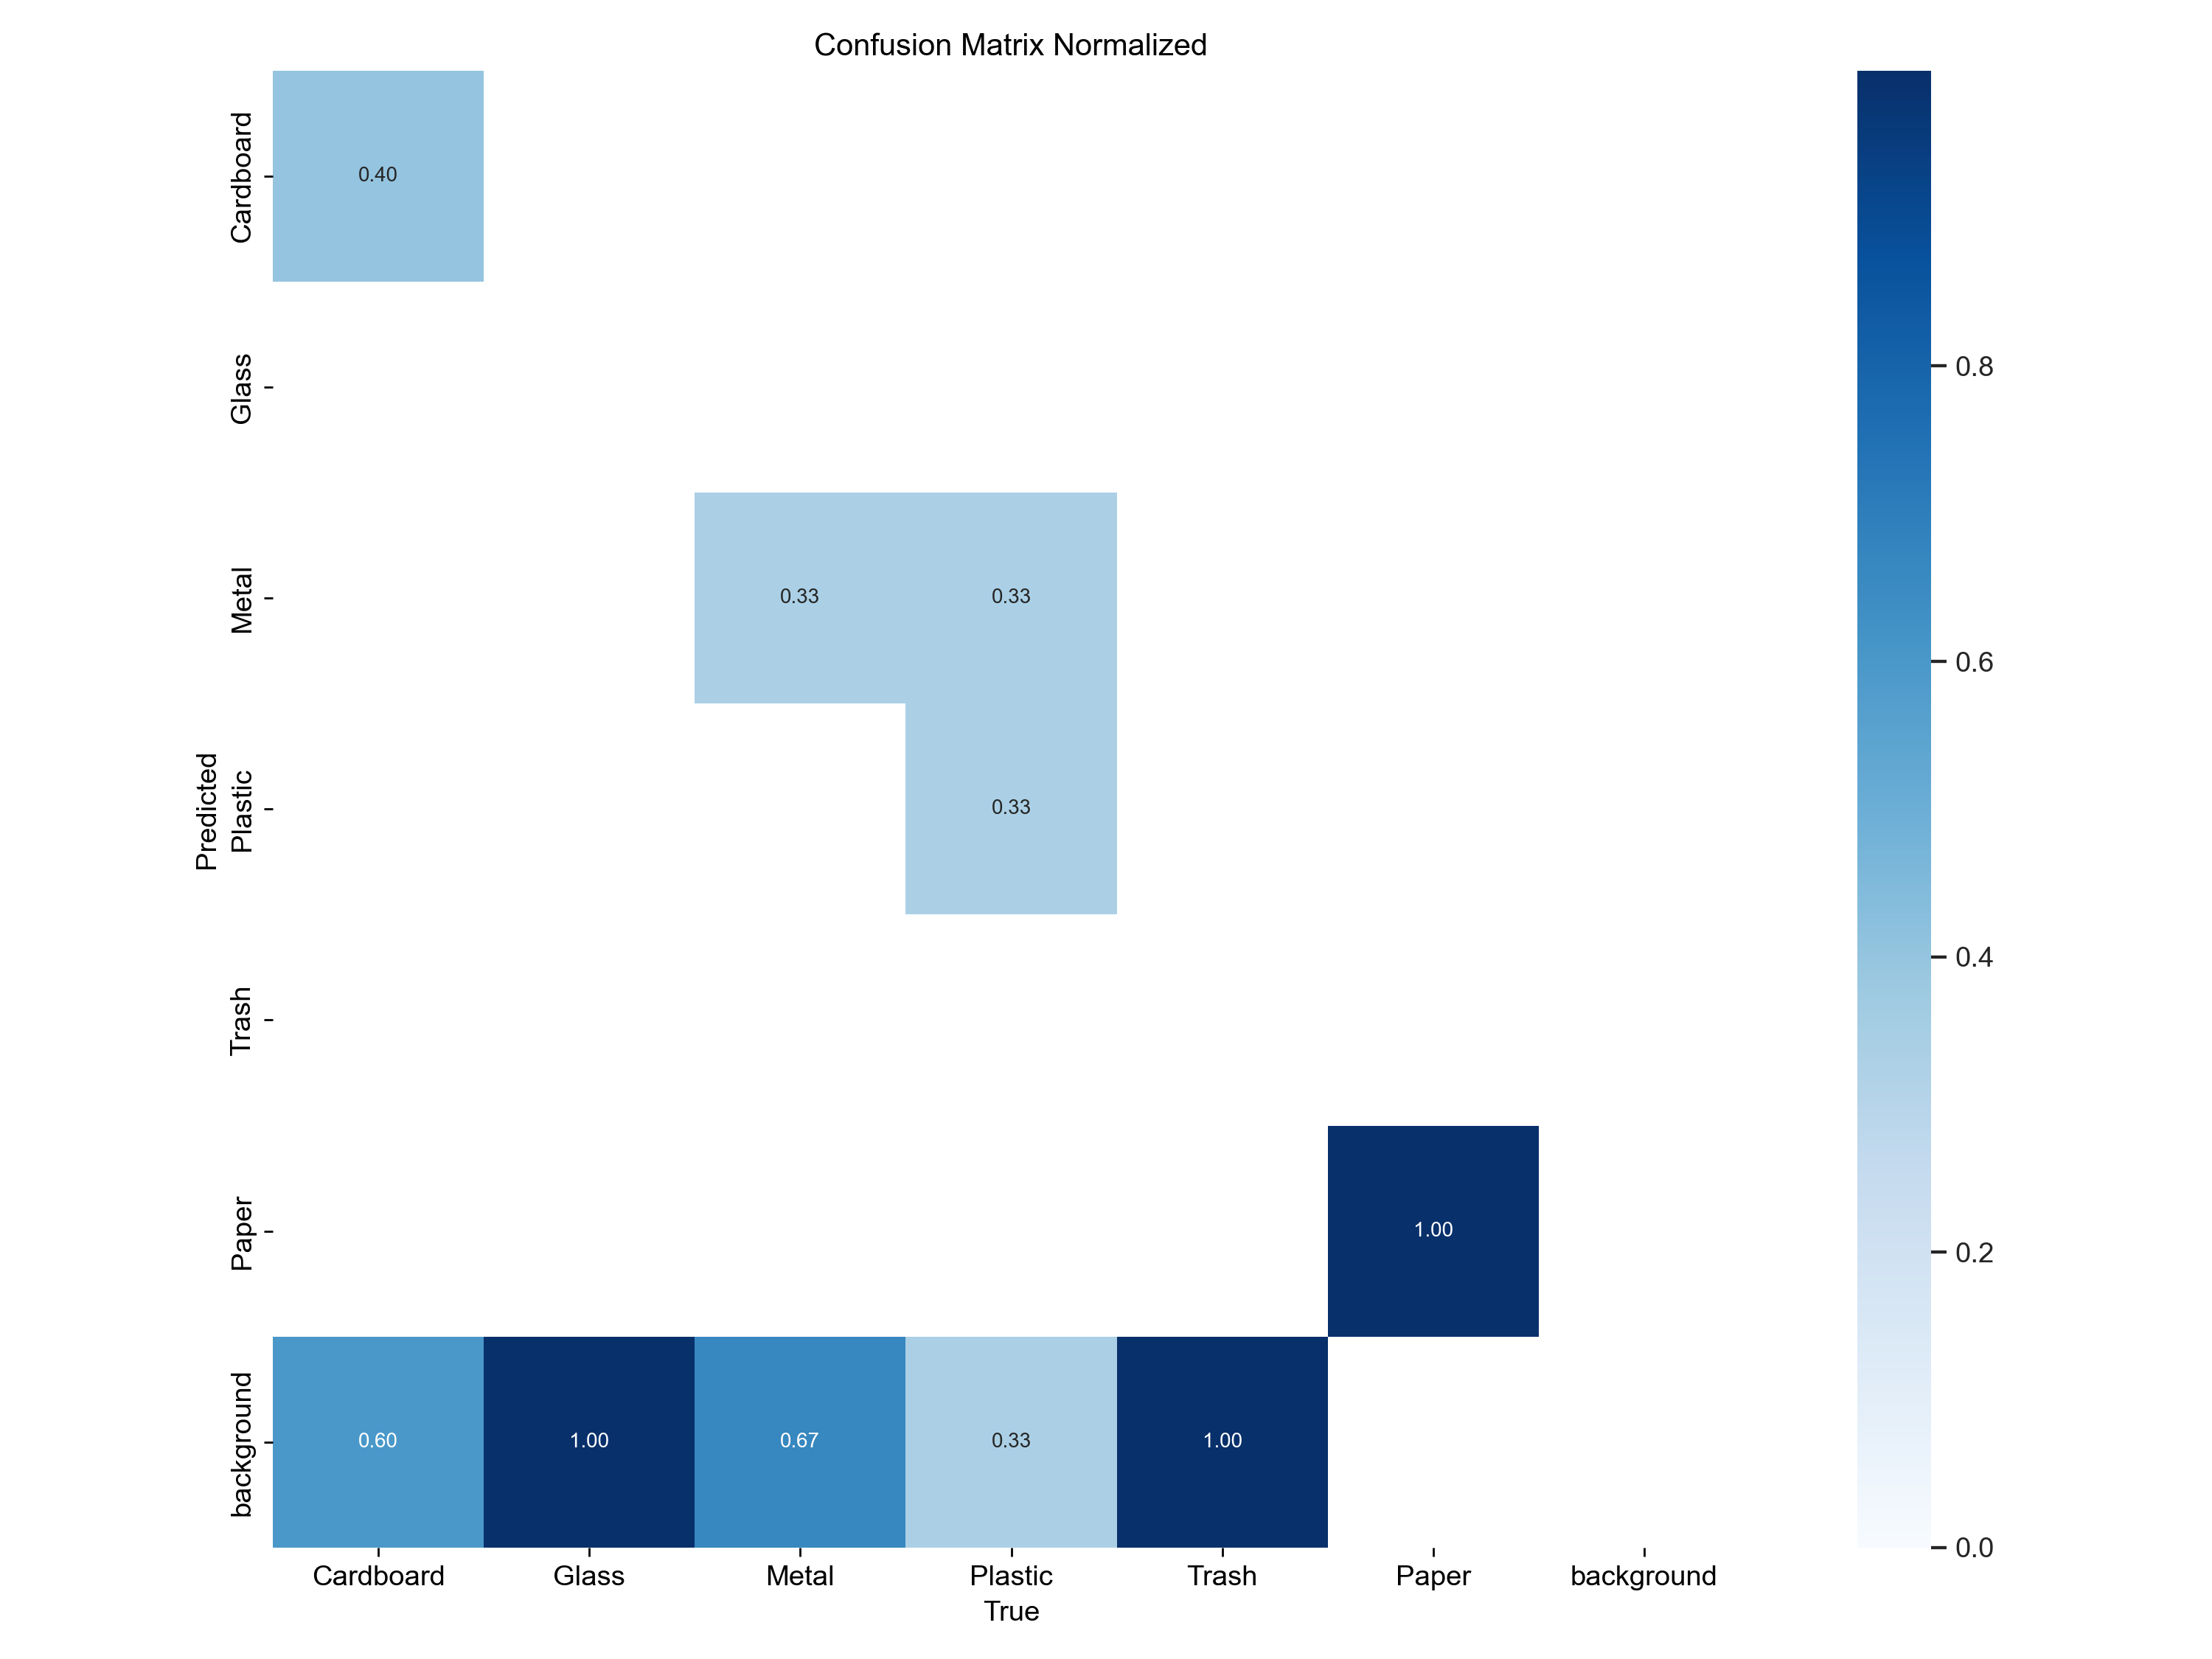 Confusion Matrix Normalized
Cardboard
0.40
Glass
Metal
0.33
0.33
Predicted
Plastic
0.33
Trash
Paper
1.00
background
0.60
1.00
0.67
0.33
1.00
Cardboard
Glass
Metal
Plastic
Trash
Paper
background
True
0.8
0.6
0.4
0.2
0.0